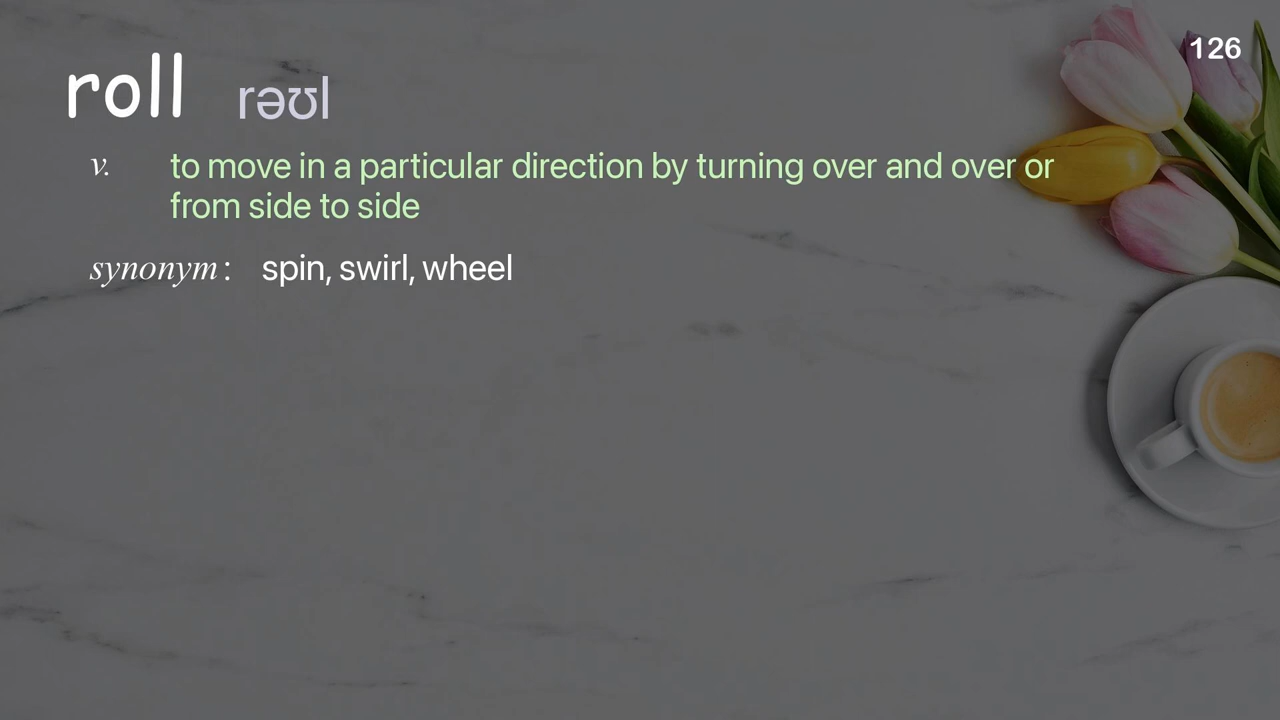 126
roll rəʊl
v. to move in a particular direction by turning over and over or
from side to side
synonym : spin, swirl, wheel